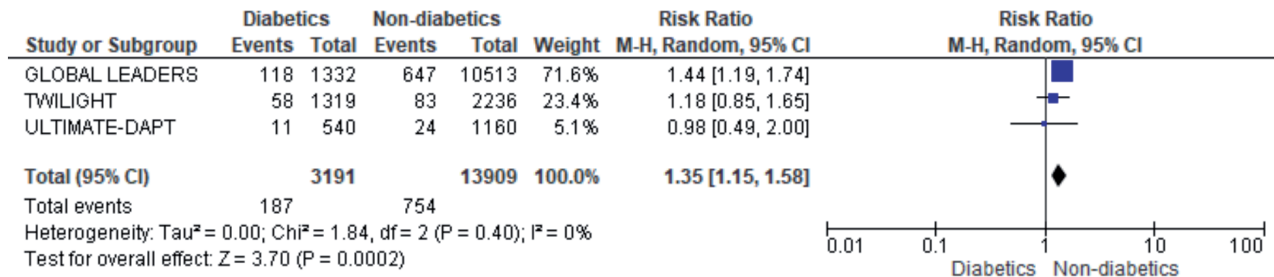 Diabetics Non-diabetics Risk Ratio Risk Ratio
Study or Subgroup Events Total Events Total Weight M-H, Random, 95% CI M-H, Random, 95% CI
GLOBAL LEADERS 118 1332 647 10513 71.6% 1.44 [1.19, 1.74]
TWILIGHT 58 1319 83 2236 23.4% 1.18 [0.85, 1.65]
ULTIMATE-DAPT 11 540 24 1160 5.1% 0.98 [0.49, 2.00]
Total (95% CI) 3191 13909 100.0% 1.35 [1.15, 1.58]
Total events 187 754
Heterogeneity: Tau² = 0.00; Chi² = 1.84, df = 2 (P = 0.40); I² = 0%
Test for overall effect: Z = 3.70 (P = 0.0002)
0.01 0.1 1 10 100
Diabetics Non-diabetics